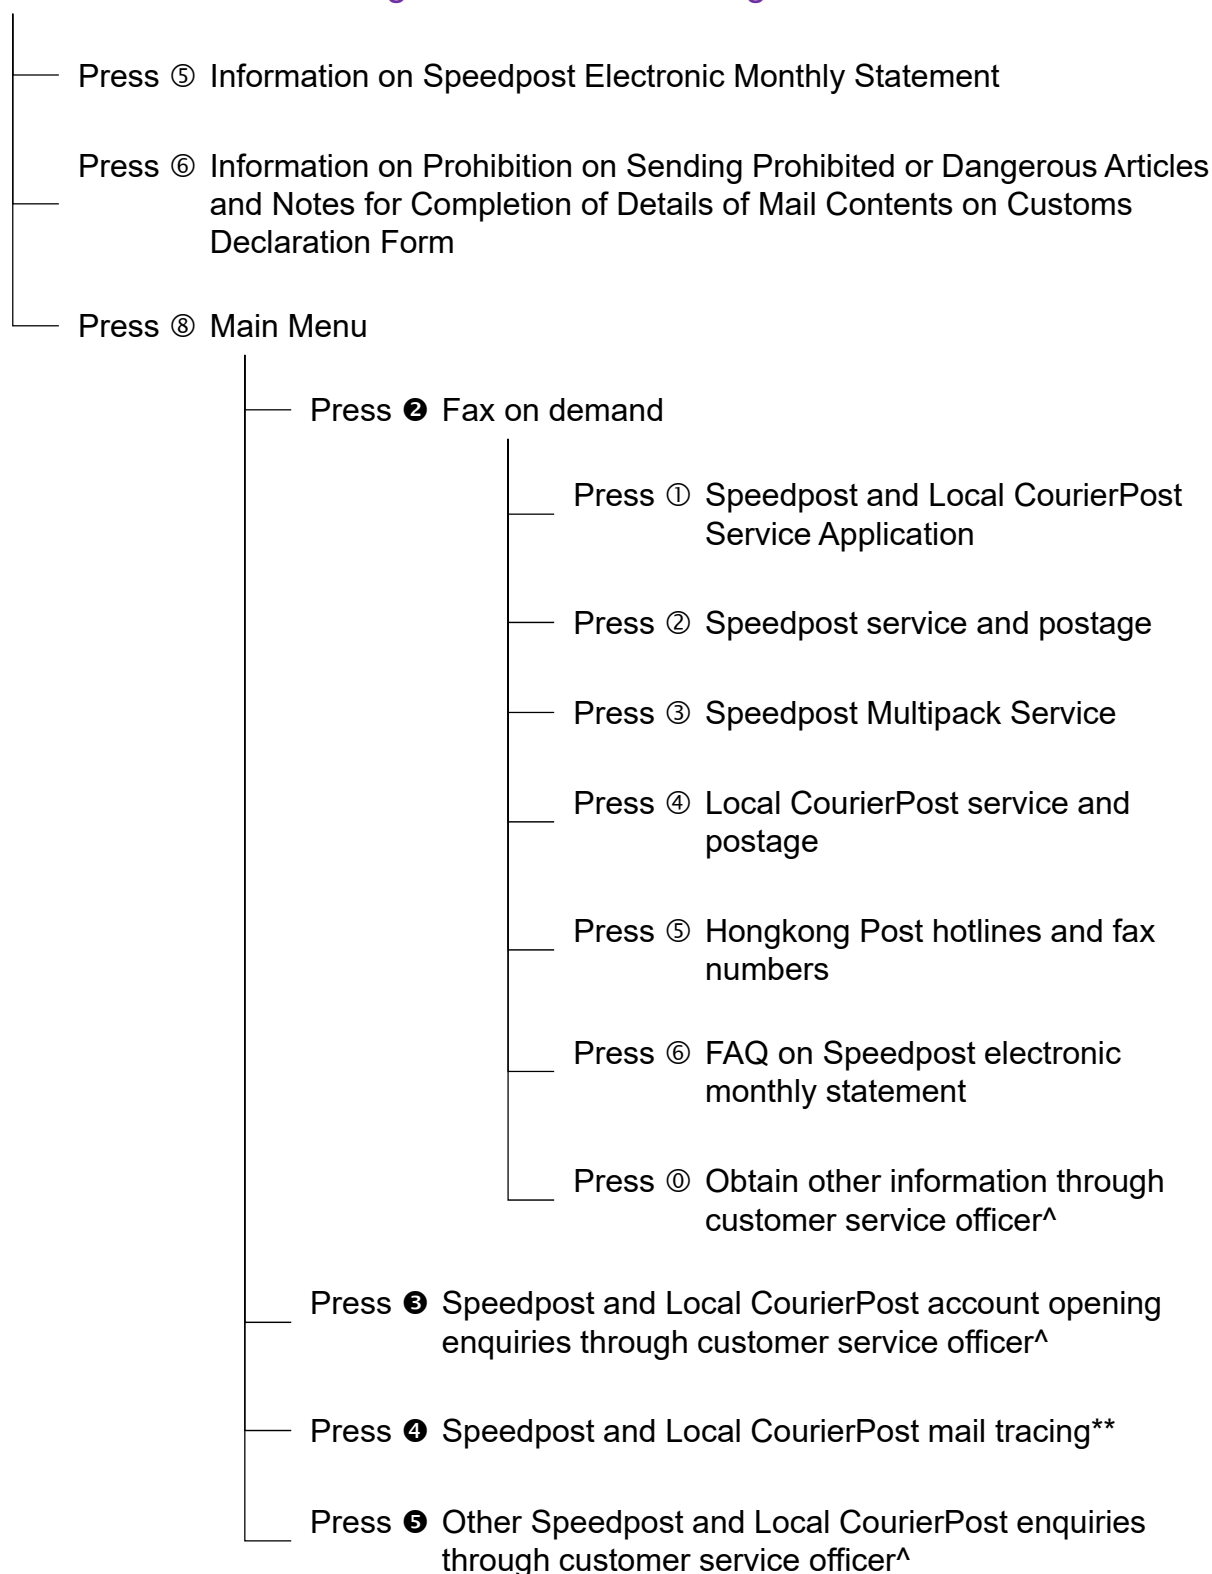 Press ⑤ Information on Speedpost Electronic Monthly Statement
Press ⑥ Information on Prohibition on Sending Prohibited or Dangerous Articles
and Notes for Completion of Details of Mail Contents on Customs
Declaration Form
Press ⑧ Main Menu
Press ❷ Fax on demand
Press ① Speedpost and Local CourierPost
Service Application
Press ② Speedpost service and postage
Press ③ Speedpost Multipack Service
Press ④ Local CourierPost service and
postage
Press ⑤ Hongkong Post hotlines and fax
numbers
Press ⑥ FAQ on Speedpost electronic
monthly statement
Press ⓪ Obtain other information through
customer service officer^
Press ❸ Speedpost and Local CourierPost account opening
enquiries through customer service officer^
Press ❹ Speedpost and Local CourierPost mail tracing**
Press ❺ Other Speedpost and Local CourierPost enquiries
through customer service officer^